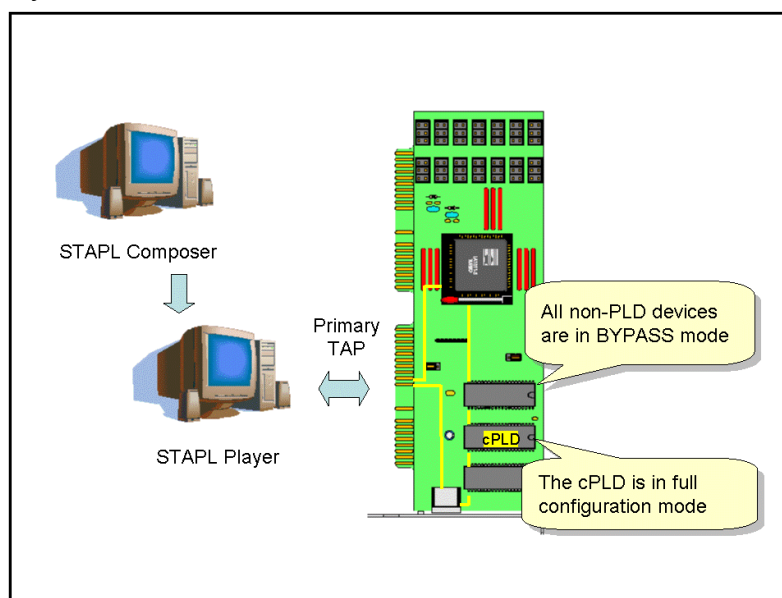 STAPL Composer
STAPL Player
Primary
TAP
All non-PLD devices
are in BYPASS mode
cPLD
The cPLD is in full
configuration mode